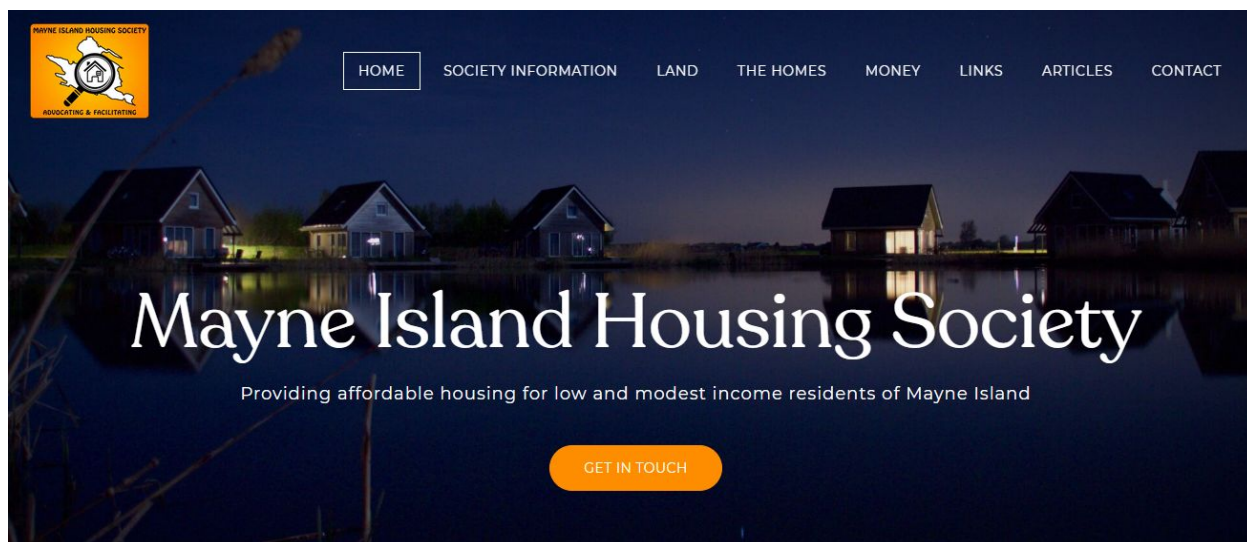 MAYNE ISLAND HOUSING SOCIETY
ADVOCATING & FACILITATING
HOME SOCIETY INFORMATION LAND THE HOMES MONEY LINKS ARTICLES CONTACT
Mayne Island Housing Society
Providing affordable housing for low and modest income residents of Mayne Island
GET IN TOUCH